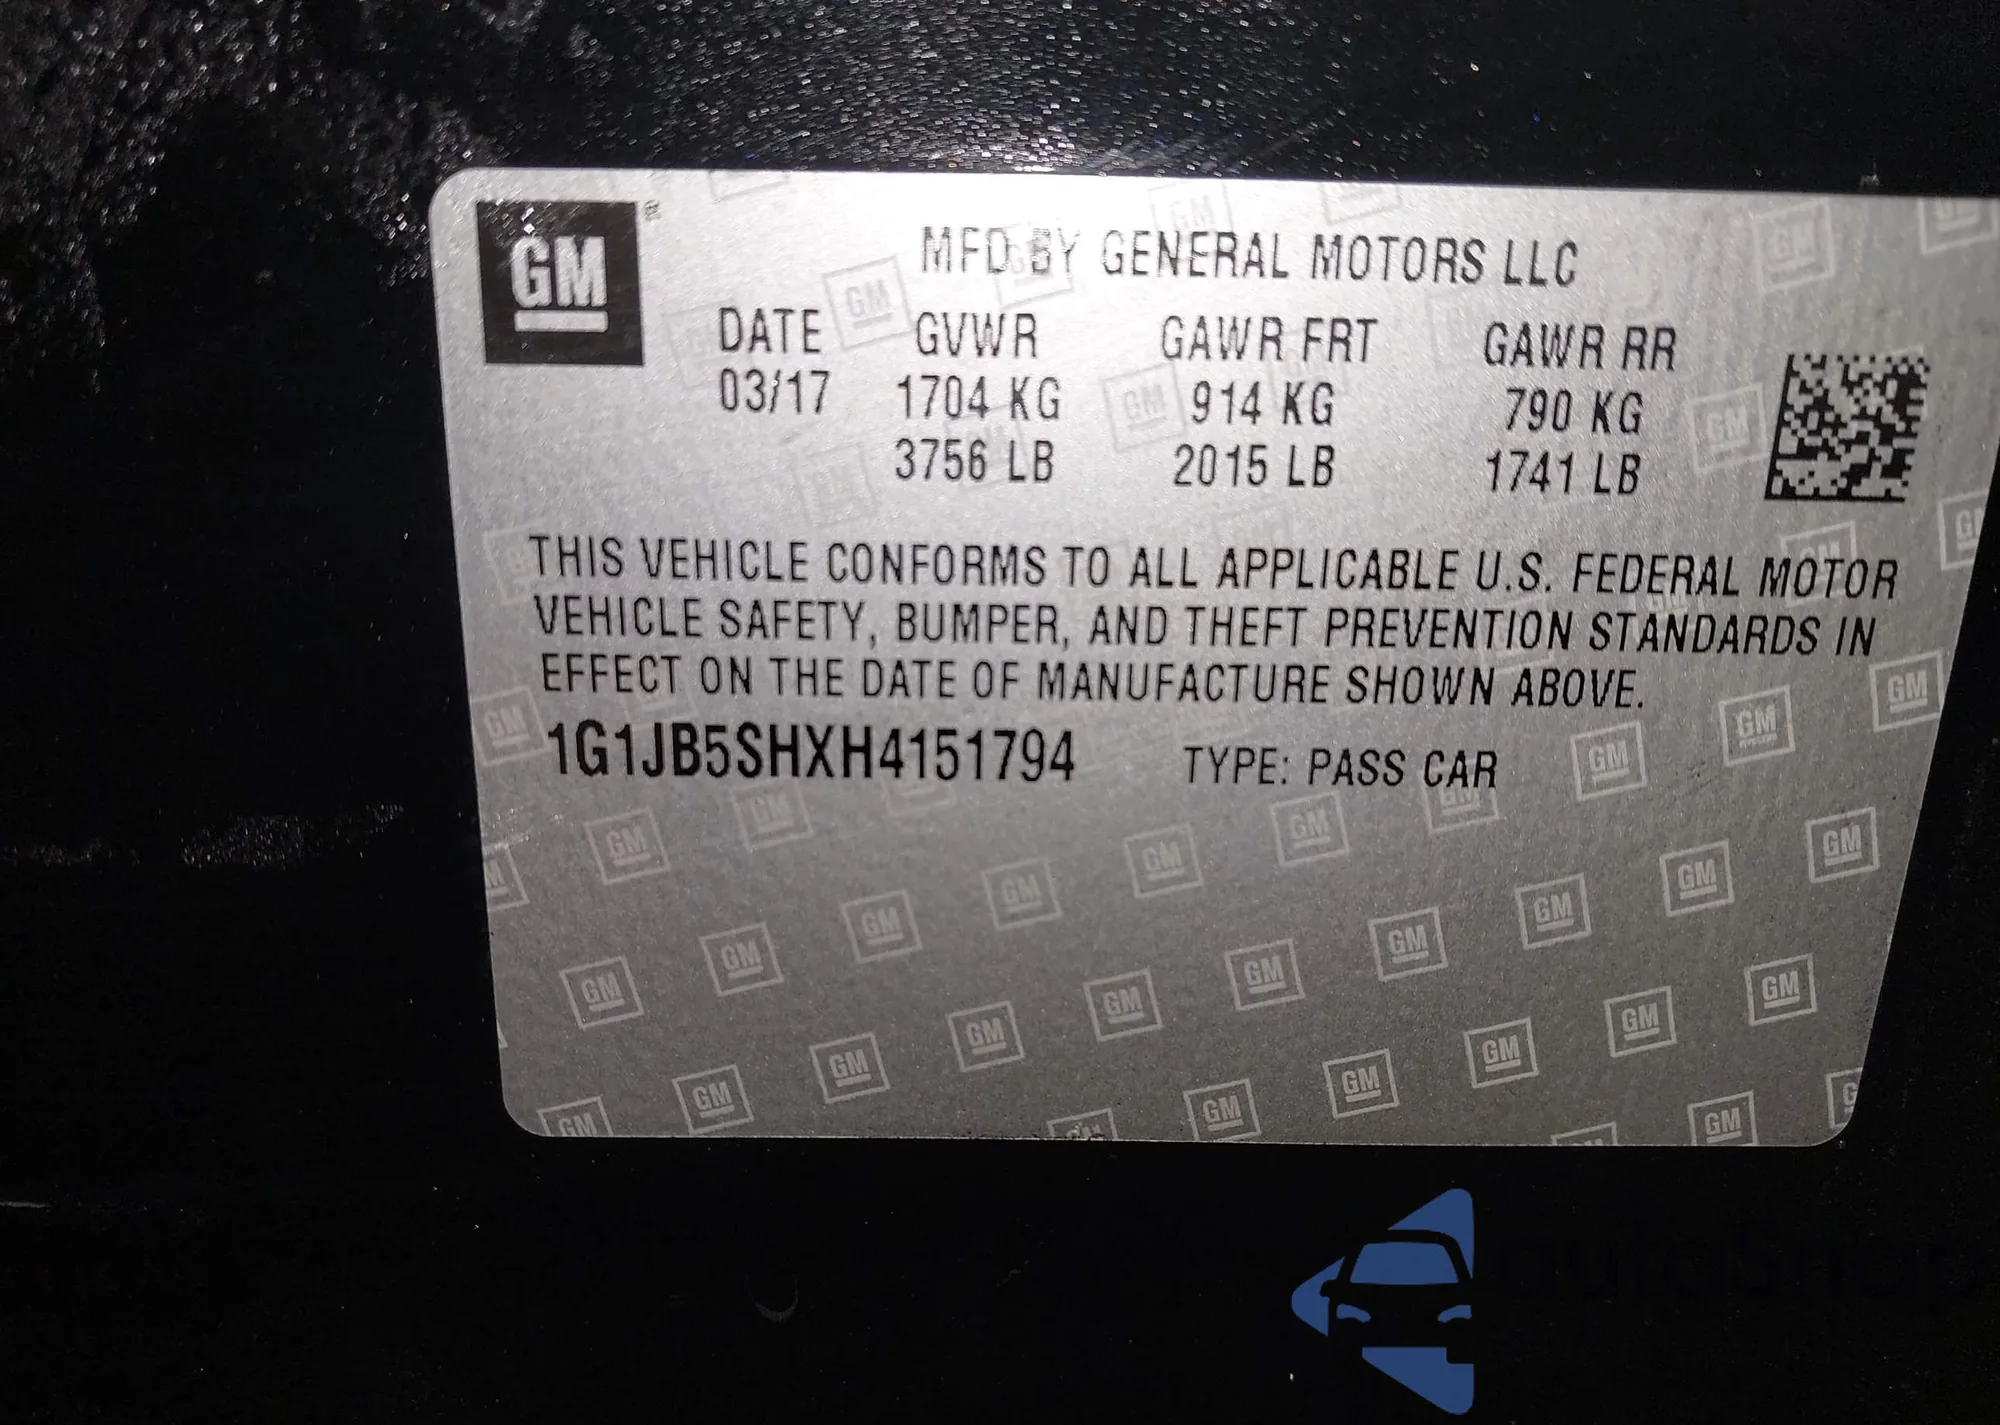 GM
MFD BY GENERAL MOTORS LLC
DATE GVWR GAWR FRT GAWR RR
03/17 1704 KG 914 KG 790 KG
3756 LB 2015 LB 1741 LB
THIS VEHICLE CONFORMS TO ALL APPLICABLE U.S. FEDERAL MOTOR
VEHICLE SAFETY, BUMPER, AND THEFT PREVENTION STANDARDS IN
EFFECT ON THE DATE OF MANUFACTURE SHOWN ABOVE.
1G1JB5SHXH4151794 TYPE: PASS CAR